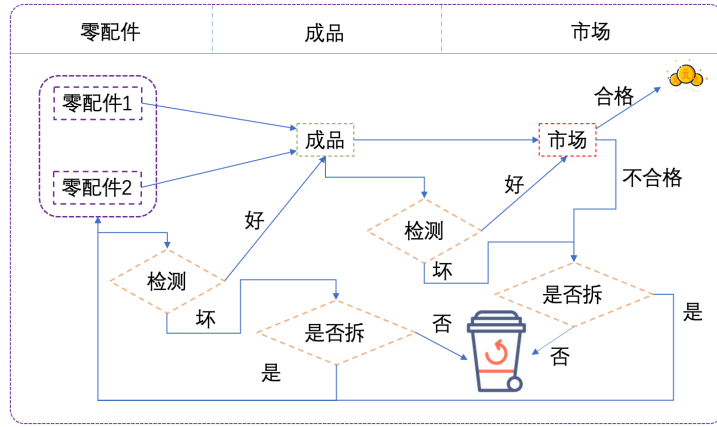 零配件
成品
市场
零配件1
合格
成品
市场
零配件2
不合格
好
好
检测
检测
坏
是否拆
坏
是否拆
否
是
否
是